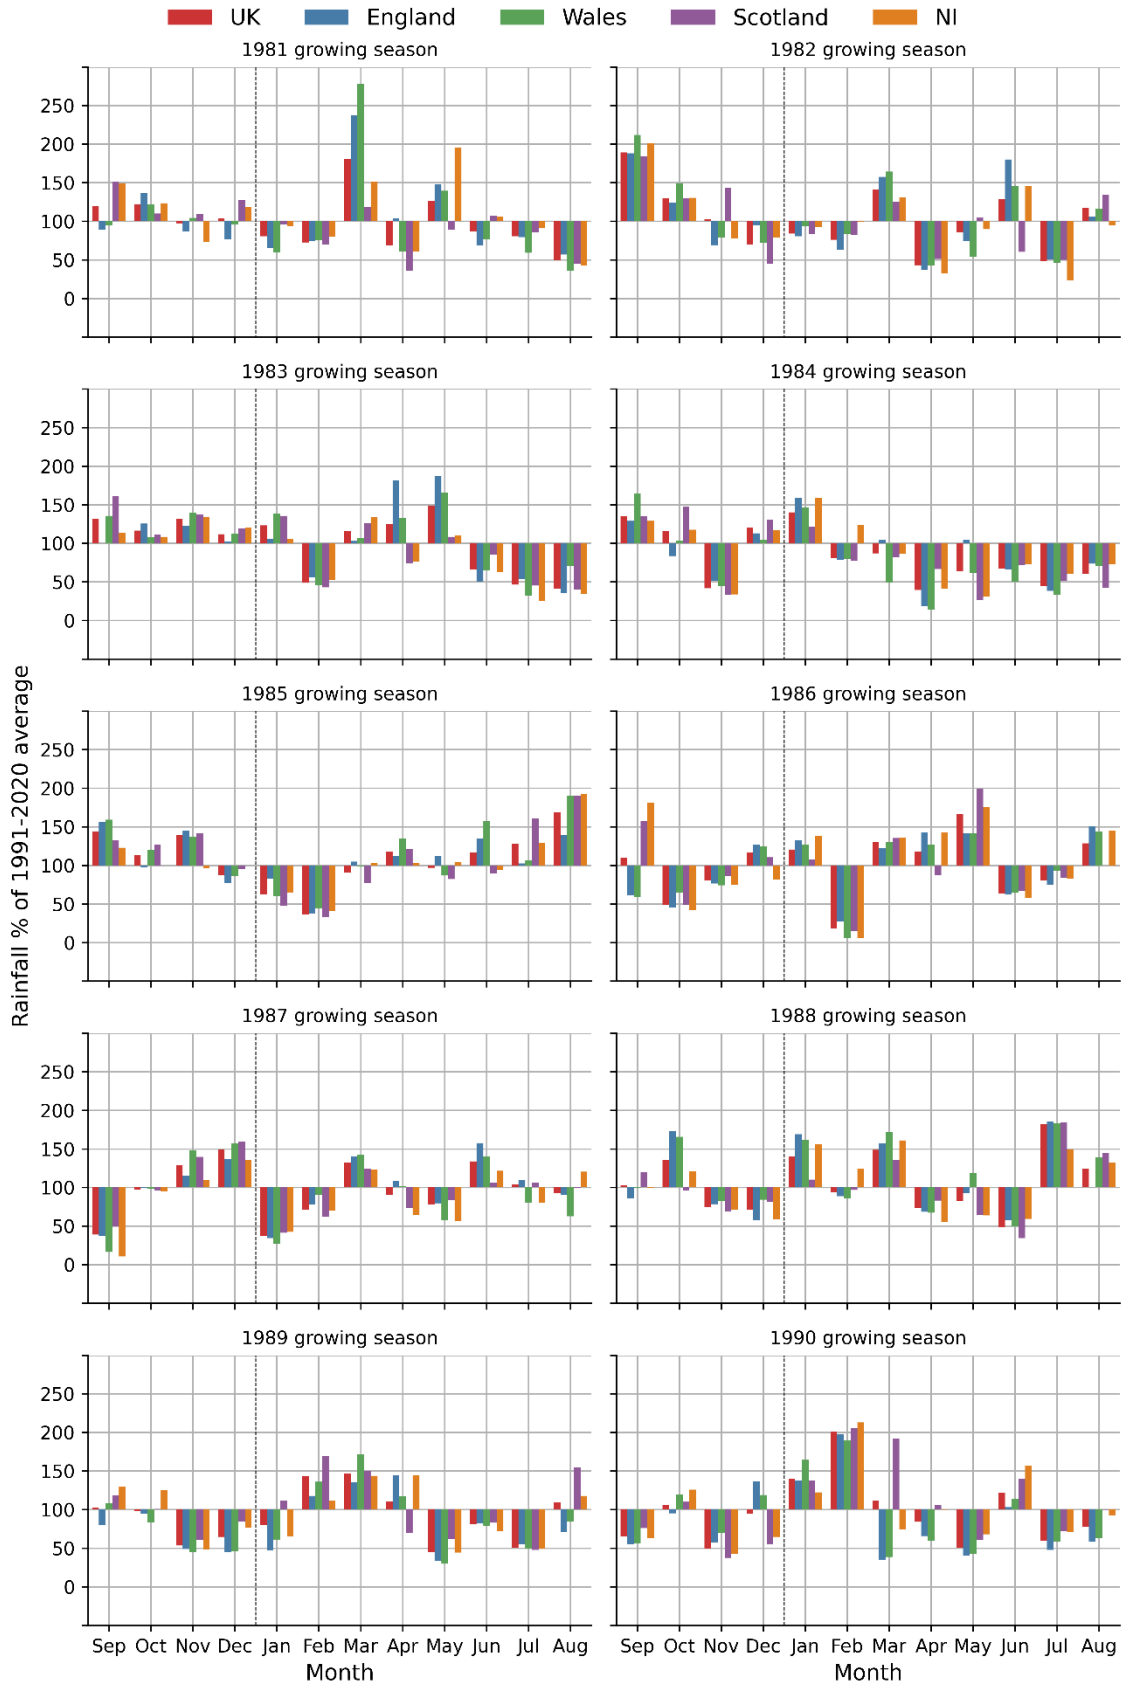 UK England Wales Scotland NI
1981 growing season
1982 growing season
250
200
150
100
50
0
1983 growing season
1984 growing season
250
200
150
100
50
0
Rainfall % of 1991-2020 average
1985 growing season
1986 growing season
250
200
150
100
50
0
1987 growing season
1988 growing season
250
200
150
100
50
0
1989 growing season
1990 growing season
250
200
150
100
50
0
Sep Oct Nov Dec Jan Feb Mar Apr May Jun Jul Aug
Month
Sep Oct Nov Dec Jan Feb Mar Apr May Jun Jul Aug
Month